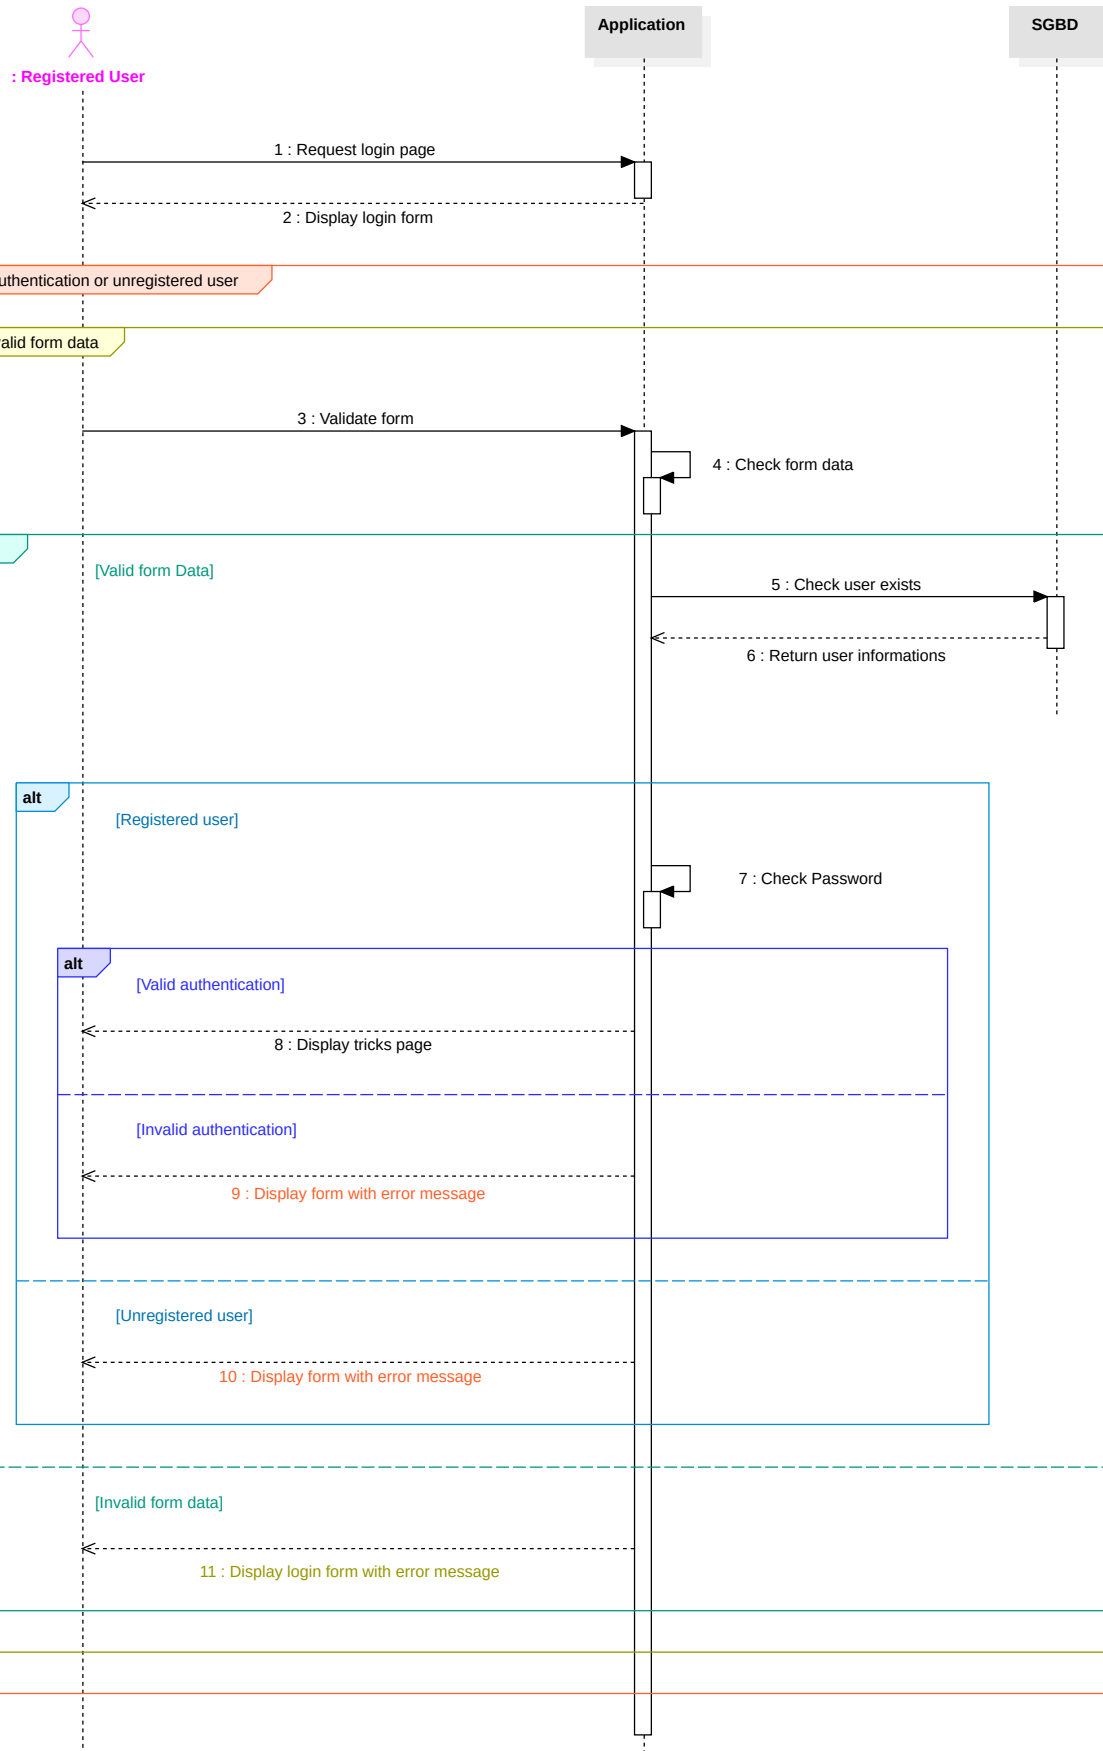 Application
SGBD
: Registered User
1 : Request login page
2 : Display login form
or unregistered user
form data
3 : Validate form
4 : Check form data
[Valid form Data]
5 : Check user exists
6 : Return user informations
alt
[Registered user]
7 : Check Password
alt
[Valid authentication]
8 : Display tricks page
[Invalid authentication]
9 : Display form with error message
[Unregistered user]
10 : Display form with error message
[Invalid form data]
11 : Display login form with error message